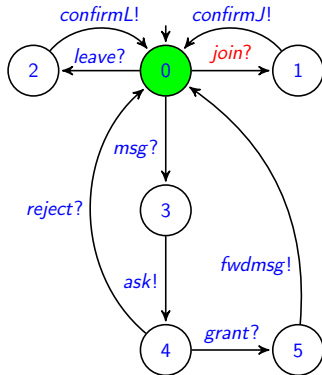 confirmL! confirmJ!
2 leave? 0 join? 1
msg?
reject? 3
ask! fwdmsg!
grant?
4 5